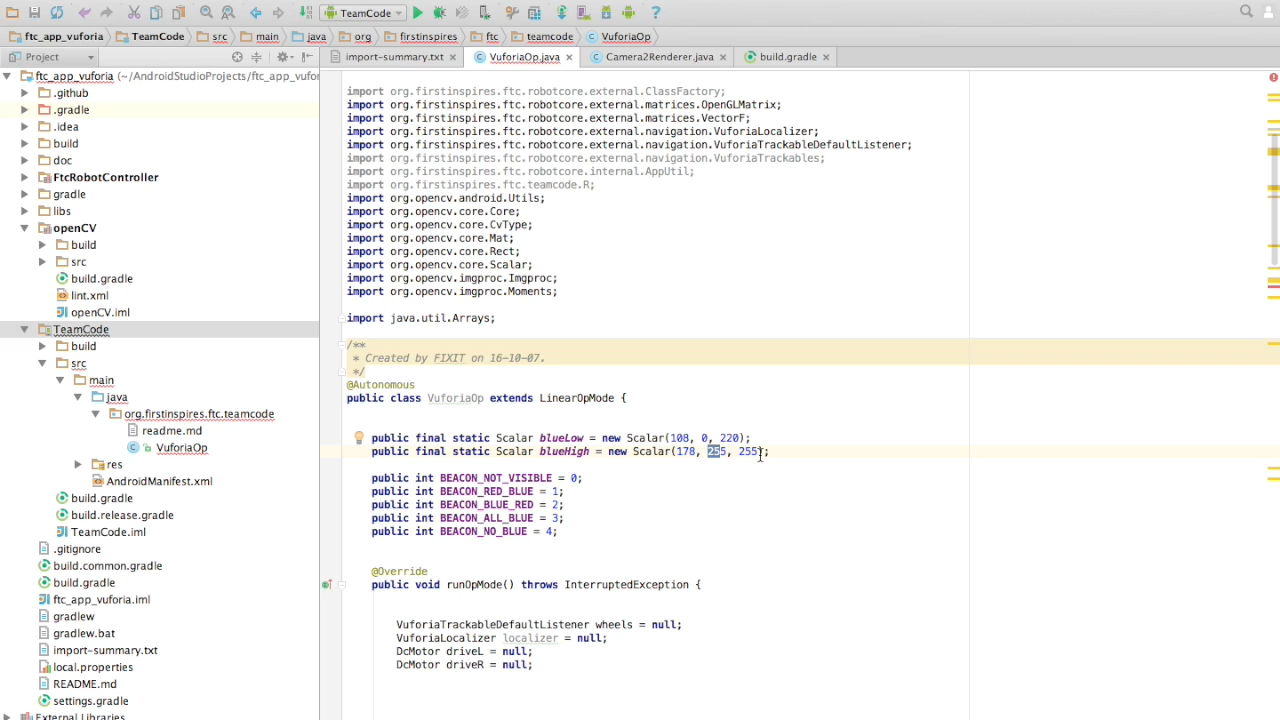 TeamCode
ftc_app_vuforia TeamCode src main java org firstinspires ftc teamcode VuforiaOp
Project
import-summary.txt VuforiaOp.java Camera2Renderer.java build.gradle
ftc_app_vuforia (~/AndroidStudioProjects/ftc_app_vufor
.github
.gradle
.idea
build
doc
FtcRobotController
gradle
libs
openCV
build
src
build.gradle
lint.xml
openCV.iml
TeamCode
build
src
main
java
org.firstinspires.ftc.teamcode
readme.md
VuforiaOp
res
AndroidManifest.xml
build.gradle
build.release.gradle
TeamCode.iml
.gitignore
build.common.gradle
build.gradle
ftc_app_vuforia.iml
gradlew
gradlew.bat
import-summary.txt
local.properties
README.md
settings.gradle
External Libraries
import org.firstinspires.ftc.robotcore.external.ClassFactory;
import org.firstinspires.ftc.robotcore.external.matrices.OpenGLMatrix;
import org.firstinspires.ftc.robotcore.external.matrices.VectorF;
import org.firstinspires.ftc.robotcore.external.navigation.VuforiaLocalizer;
import org.firstinspires.ftc.robotcore.external.navigation.VuforiaTrackableDefaultListener;
import org.firstinspires.ftc.robotcore.external.navigation.VuforiaTrackables;
import org.firstinspires.ftc.robotcore.internal.AppUtil;
import org.firstinspires.ftc.teamcode.R;
import org.opencv.android.Utils;
import org.opencv.core.Core;
import org.opencv.core.CvType;
import org.opencv.core.Mat;
import org.opencv.core.Rect;
import org.opencv.core.Scalar;
import org.opencv.imgproc.Imgproc;
import org.opencv.imgproc.Moments;
import java.util.Arrays;
/**
* Created by FIXIT on 16-10-07.
*/
@Autonomous
public class VuforiaOp extends LinearOpMode {
public final static Scalar blueLow = new Scalar(108, 0, 220);
public final static Scalar blueHigh = new Scalar(178, 255, 255);
public int BEACON_NOT_VISIBLE = 0;
public int BEACON_RED_BLUE = 1;
public int BEACON_BLUE_RED = 2;
public int BEACON_ALL_BLUE = 3;
public int BEACON_NO_BLUE = 4;
@Override
public void runOpMode() throws InterruptedException {
VuforiaTrackableDefaultListener wheels = null;
VuforiaLocalizer localizer = null;
DcMotor driveL = null;
DcMotor driveR = null;